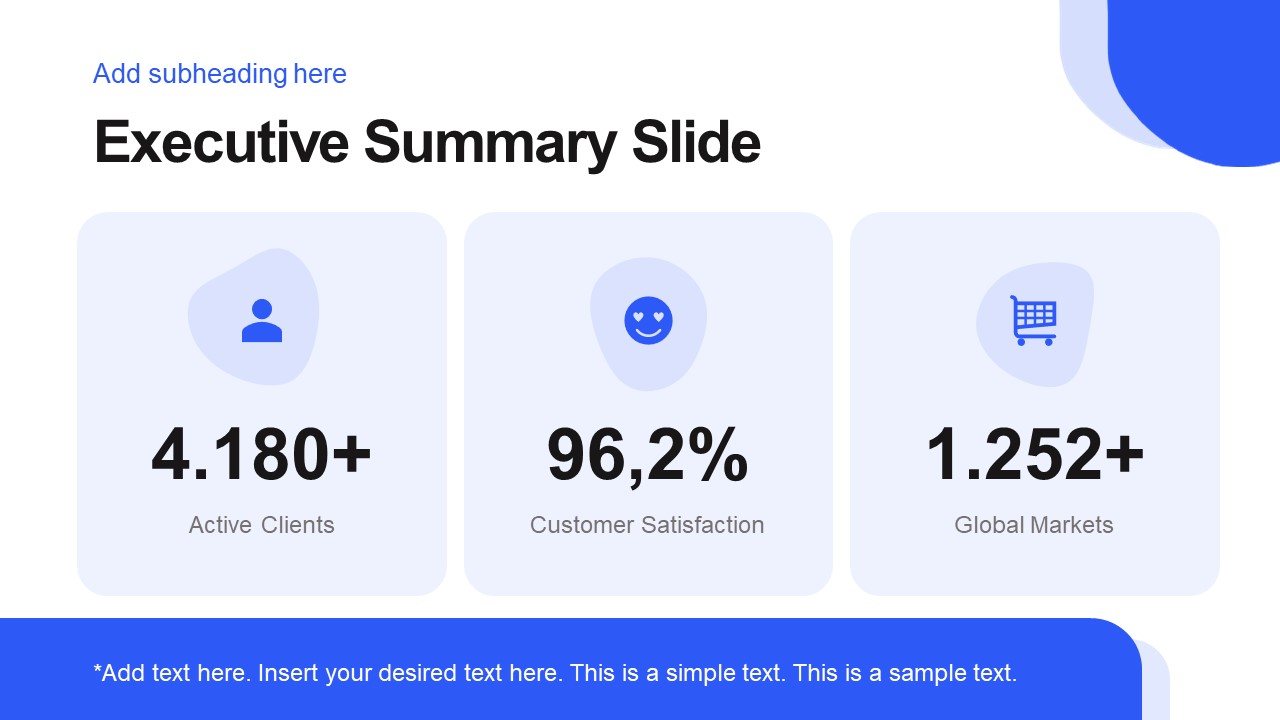 Add subheading here
Executive Summary Slide
4.180+
Active Clients
96,2%
Customer Satisfaction
1.252+
Global Markets
*Add text here. Insert your desired text here. This is a simple text. This is a sample text.